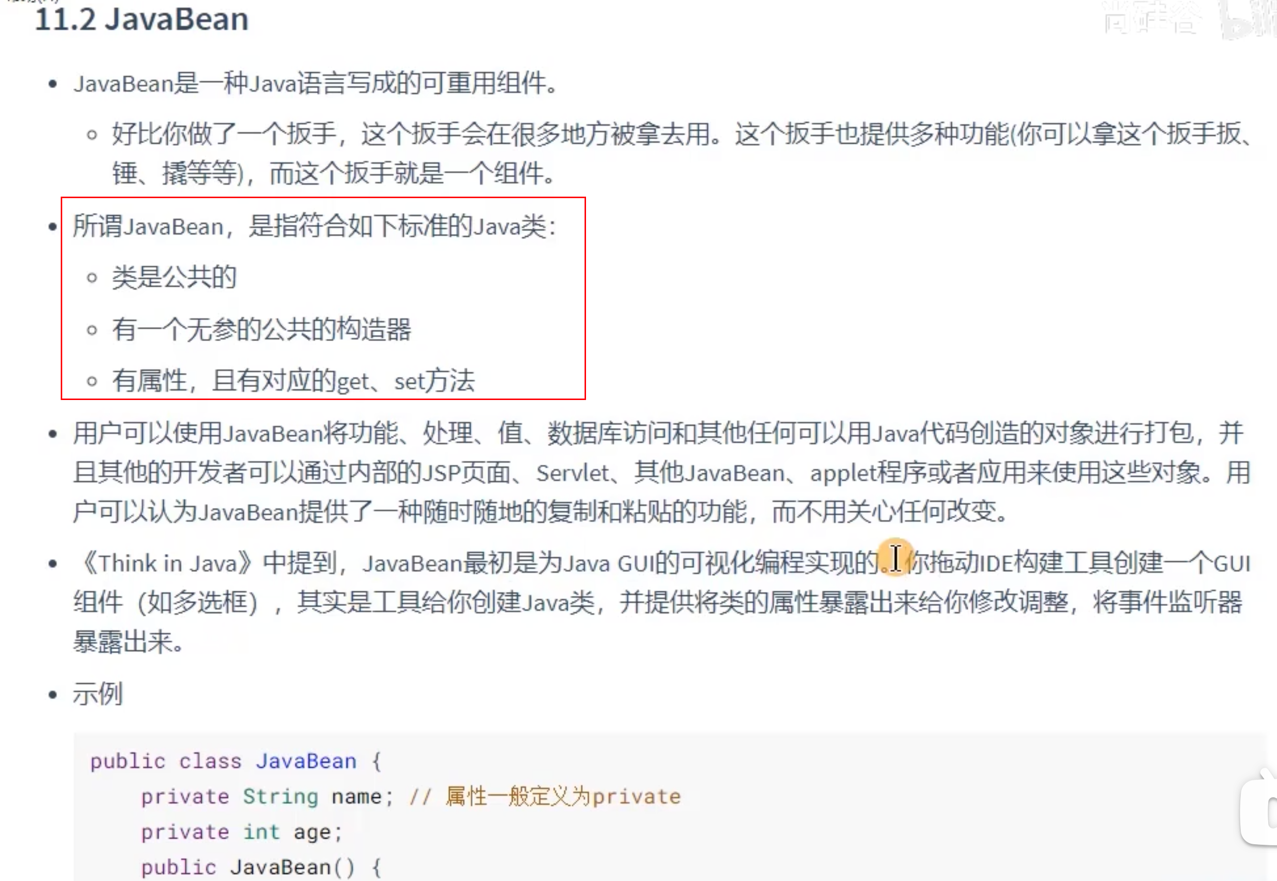 11.2 JavaBean
尚硅谷
• JavaBean是一种Java语言写成的可重用组件。
◦ 好比你做了一个扳手，这个扳手会在很多地方被拿去用。这个扳手也提供多种功能(你可以拿这个扳手扳、
锤、撬等等)，而这个扳手就是一个组件。
• 所谓JavaBean，是指符合如下标准的Java类：
◦ 类是公共的
◦ 有一个无参的公共的构造器
◦ 有属性，且有对应的get、set方法
• 用户可以使用JavaBean将功能、处理、值、数据库访问和其他任何可以用Java代码创造的对象进行打包，并
且其他的开发者可以通过内部的JSP页面、Servlet、其他JavaBean、applet程序或者应用来使用这些对象。用
户可以认为JavaBean提供了一种随时随地的复制和粘贴的功能，而不用关心任何改变。
• 《Think in Java》中提到，JavaBean最初是为Java GUI的可视化编程实现的。你拖动IDE构建工具创建一个GUI
组件（如多选框），其实是工具给你创建Java类，并提供将类的属性暴露出来给你修改调整，将事件监听器
暴露出来。
• 示例
public class JavaBean {
private String name; // 属性一般定义为private
private int age;
public JavaBean() {